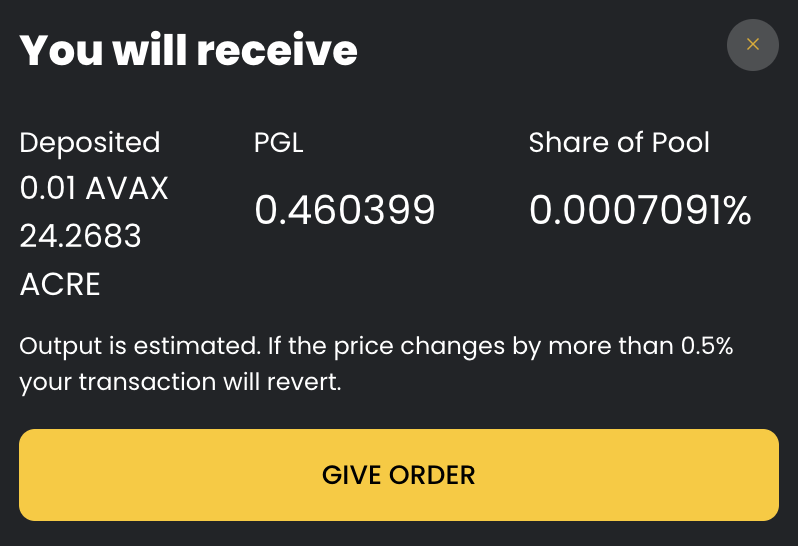 You will receive
Deposited
0.01 AVAX
24.2683
ACRE
PGL
0.460399
Share of Pool
0.0007091%
Output is estimated. If the price changes by more than 0.5%
your transaction will revert.
GIVE ORDER